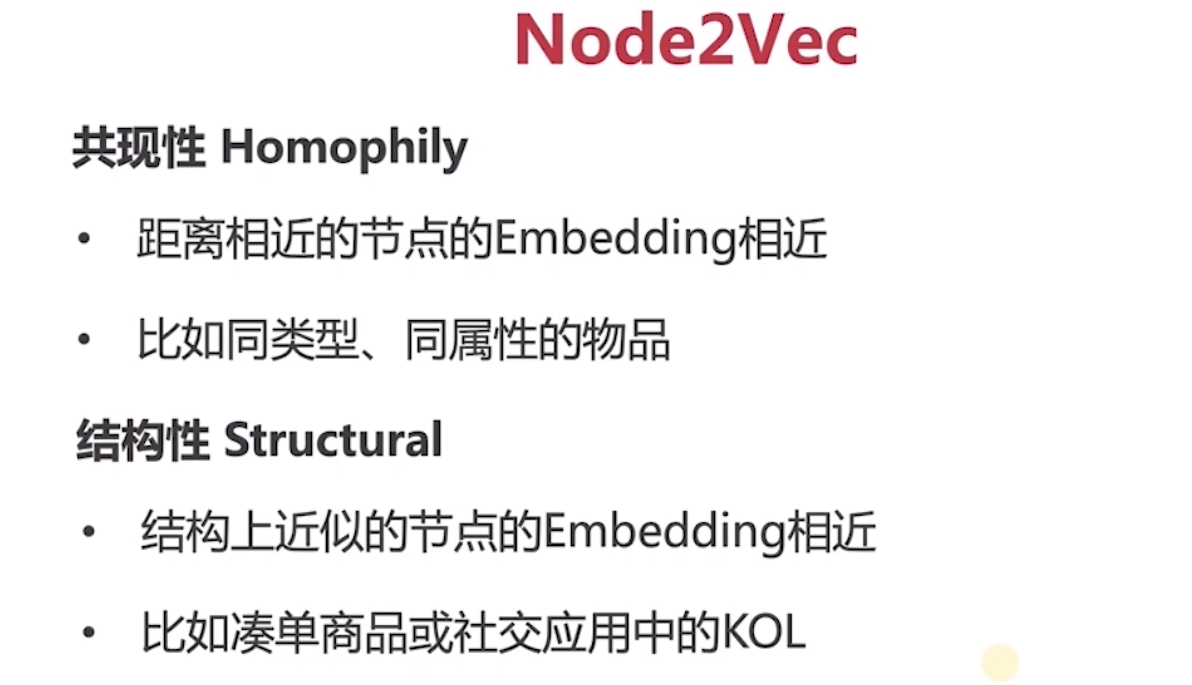 Node2Vec
共现性 Homophily
• 距离相近的节点的Embedding相近
• 比如同类型、同属性的物品
结构性 Structural
• 结构上近似的节点的Embedding相近
• 比如凑单商品或社交应用中的KOL